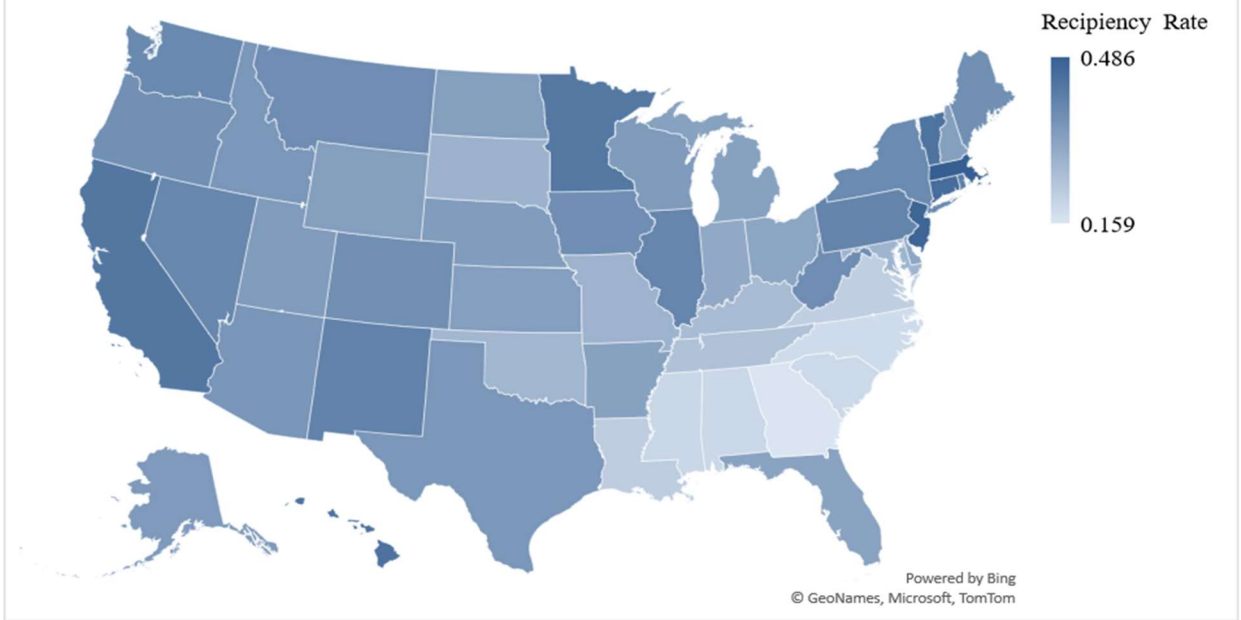 Recipiency Rate
0.486
0.159
Powered by Bing
© GeoNames, Microsoft, TomTom